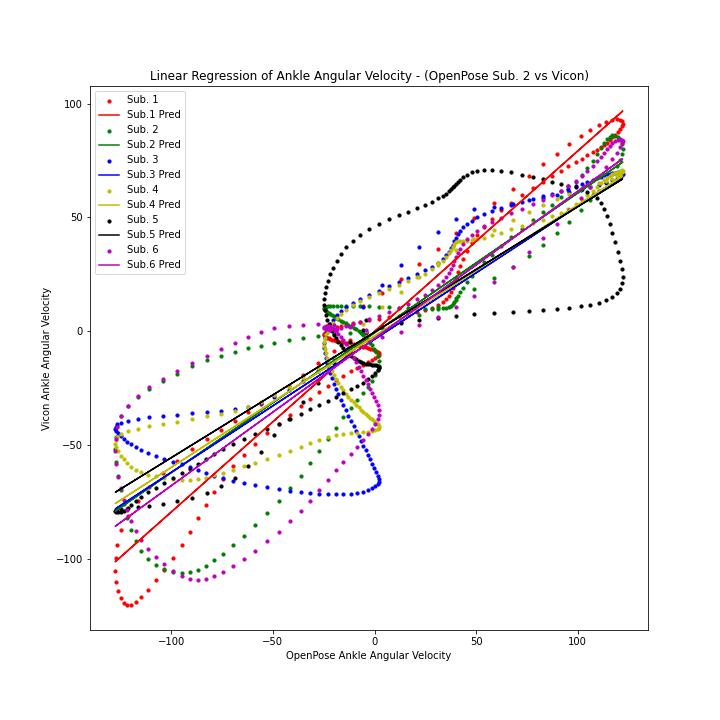 Linear Regression of Ankle Angular Velocity - (OpenPose Sub. 2 vs Vicon)
Sub. 1
Sub.1 Pred
Sub. 2
Sub.2 Pred
Sub. 3
Sub.3 Pred
Sub. 4
Sub.4 Pred
Sub. 5
Sub.5 Pred
Sub. 6
Sub.6 Pred
100
50
0
−50
−100
Vicon Ankle Angular Velocity
−100
−50
0
50
100
OpenPose Ankle Angular Velocity